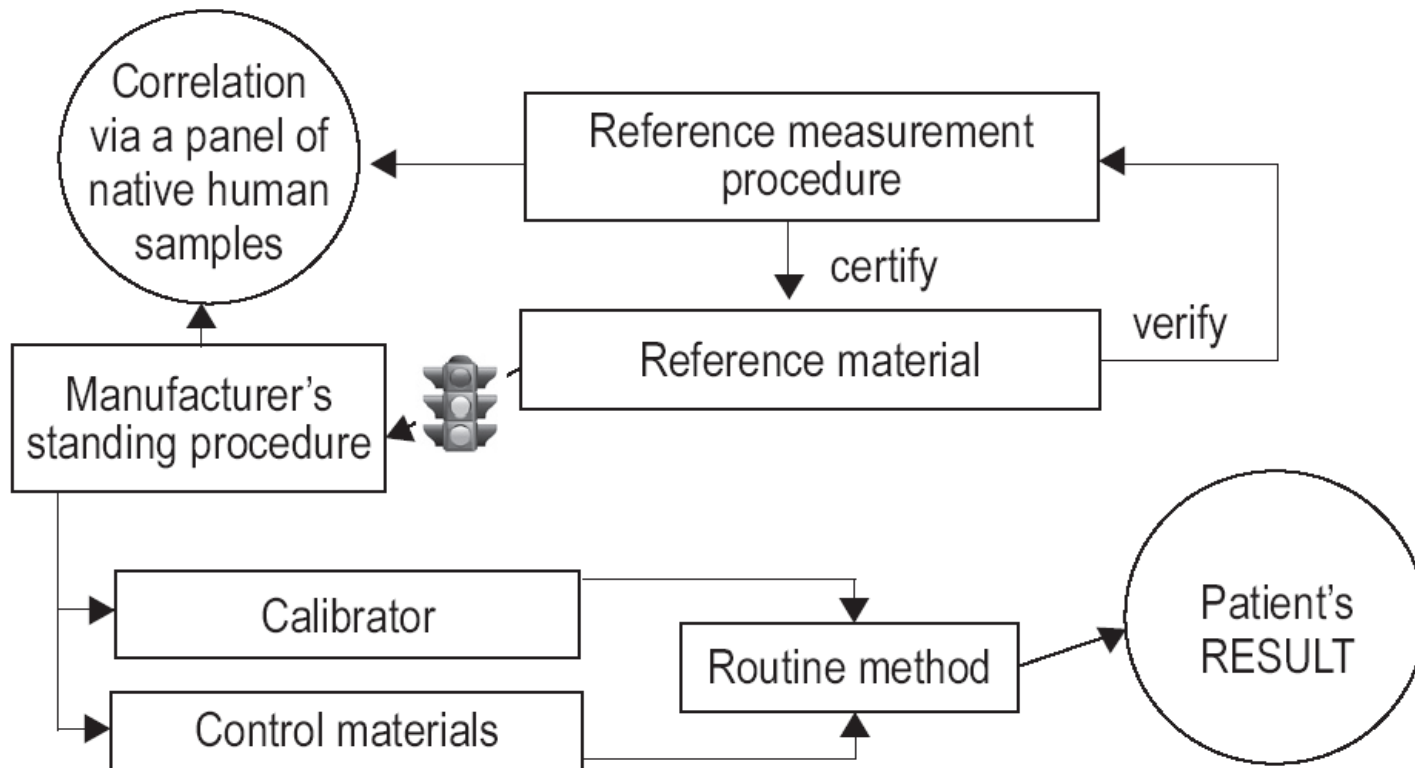 Correlation
via a panel of
native human
samples
Reference measurement
procedure
certify
verify
Reference material
Manufacturer’s
standing procedure
Calibrator
Control materials
Routine method
Patient’s
RESULT